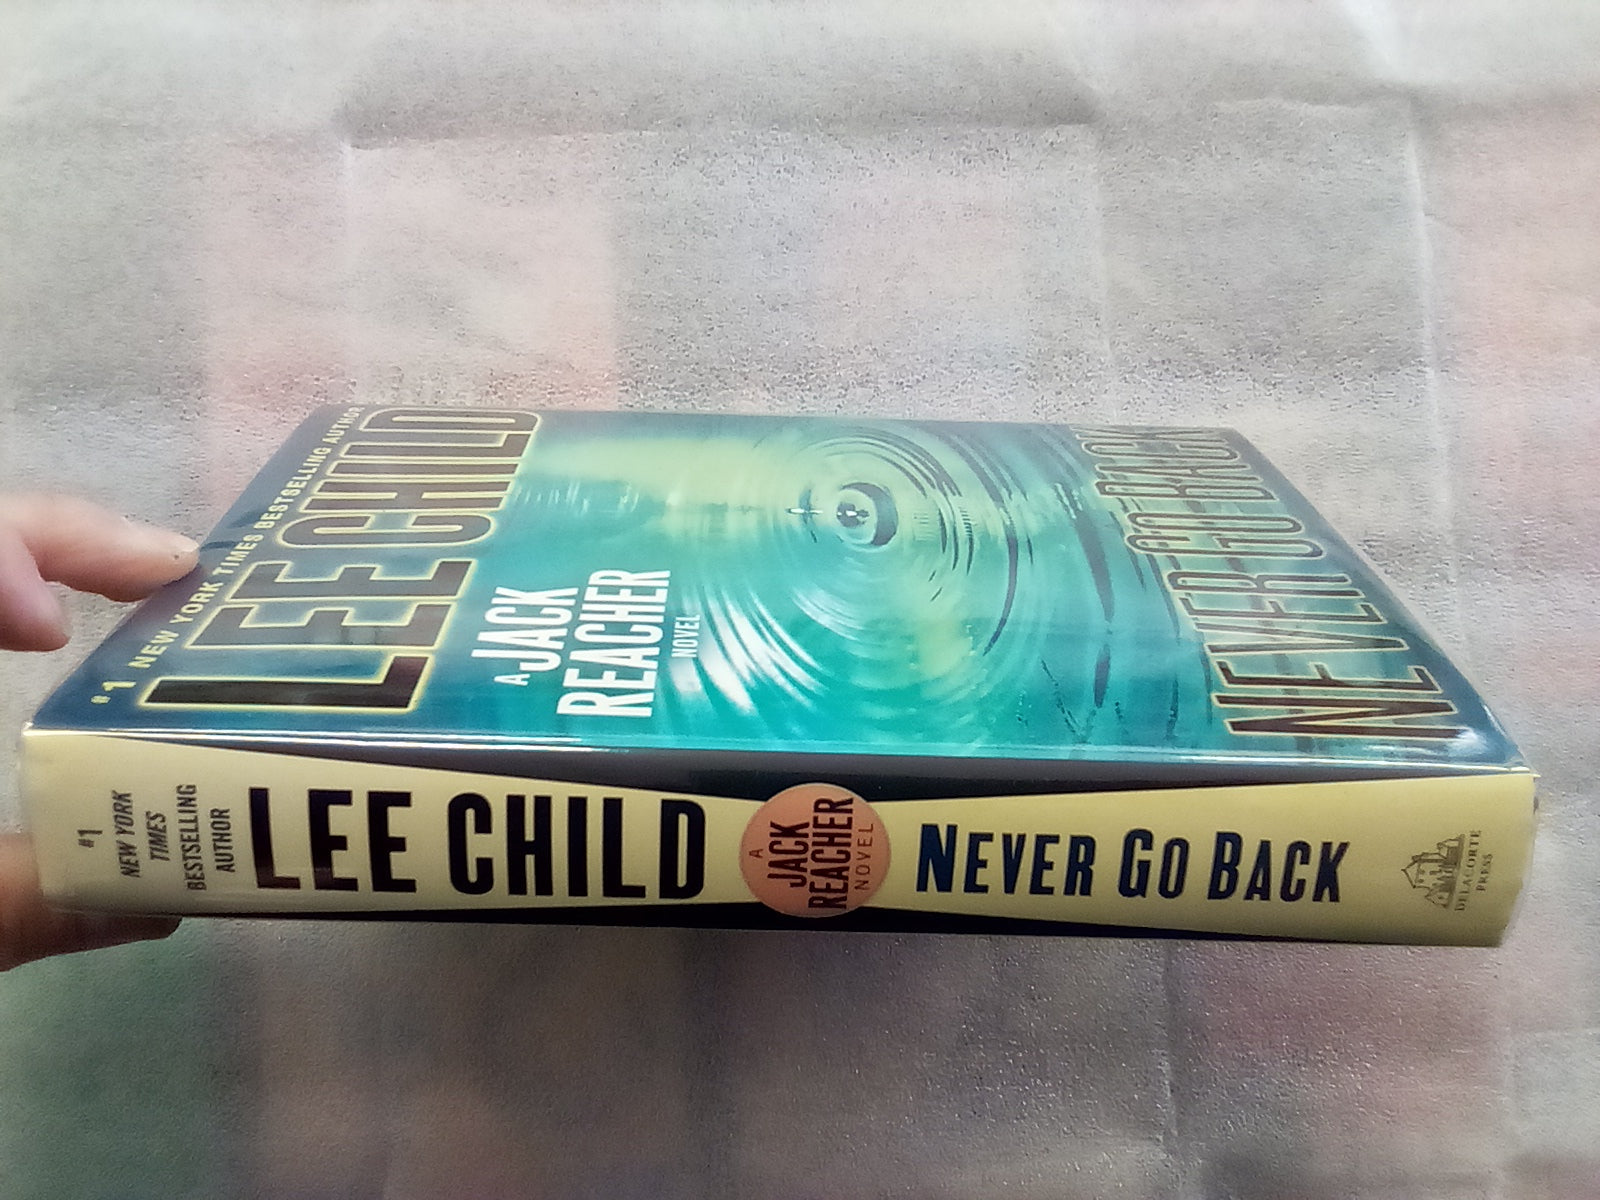 #1 NEW YORK TIMES BESTSELLING AUTHOR
LEE CHILD
A JACK
REACHER
NOVEL
NEVER GO BACK
#1
NEW YORK
TIMES
BESTSELLING
AUTHOR
LEE CHILD
A
JACK
REACHER
NOVEL
NEVER GO BACK
DELACORTE
PRESS